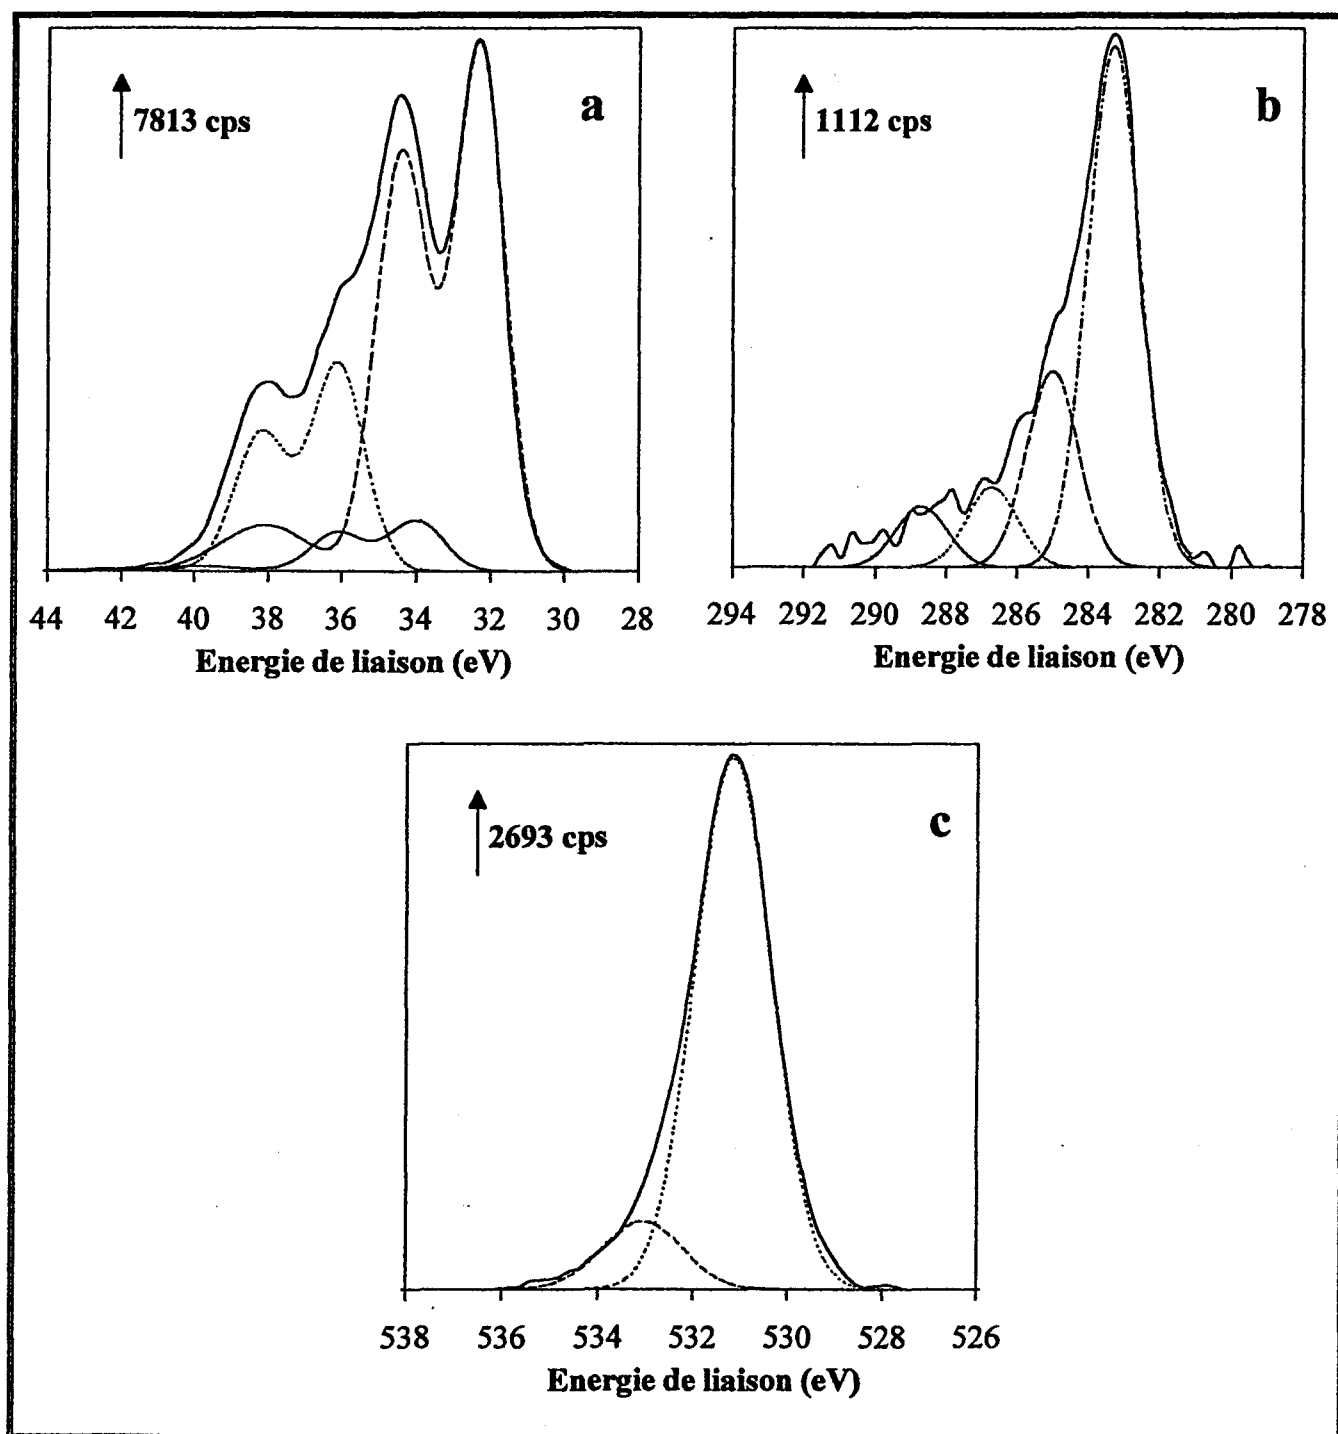 7813 cps
a
44 42 40 38 36 34 32 30 28
Energie de liaison (eV)
1112 cps
b
294 292 290 288 286 284 282 280 278
Energie de liaison (eV)
2693 cps
c
538 536 534 532 530 528 526
Energie de liaison (eV)